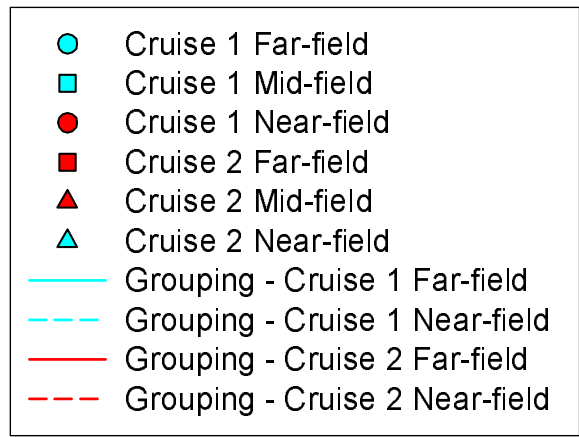 Cruise 1 Far-field
Cruise 1 Mid-field
Cruise 1 Near-field
Cruise 2 Far-field
Cruise 2 Mid-field
Cruise 2 Near-field
Grouping - Cruise 1 Far-field
Grouping - Cruise 1 Near-field
Grouping - Cruise 2 Far-field
Grouping - Cruise 2 Near-field